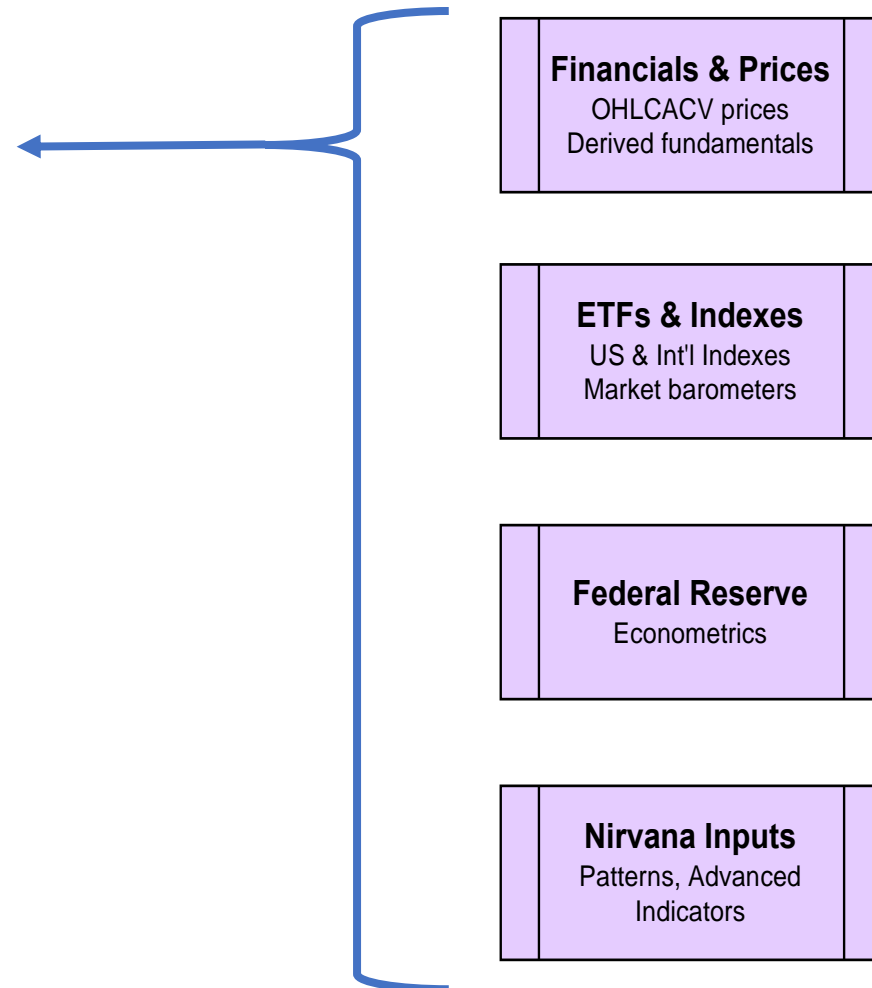 Financials & Prices
OHLCACV prices
Derived fundamentals
ETFs & Indexes
US & Int'l Indexes
Market barometers
Federal Reserve
Econometrics
Nirvana Inputs
Patterns, Advanced
Indicators